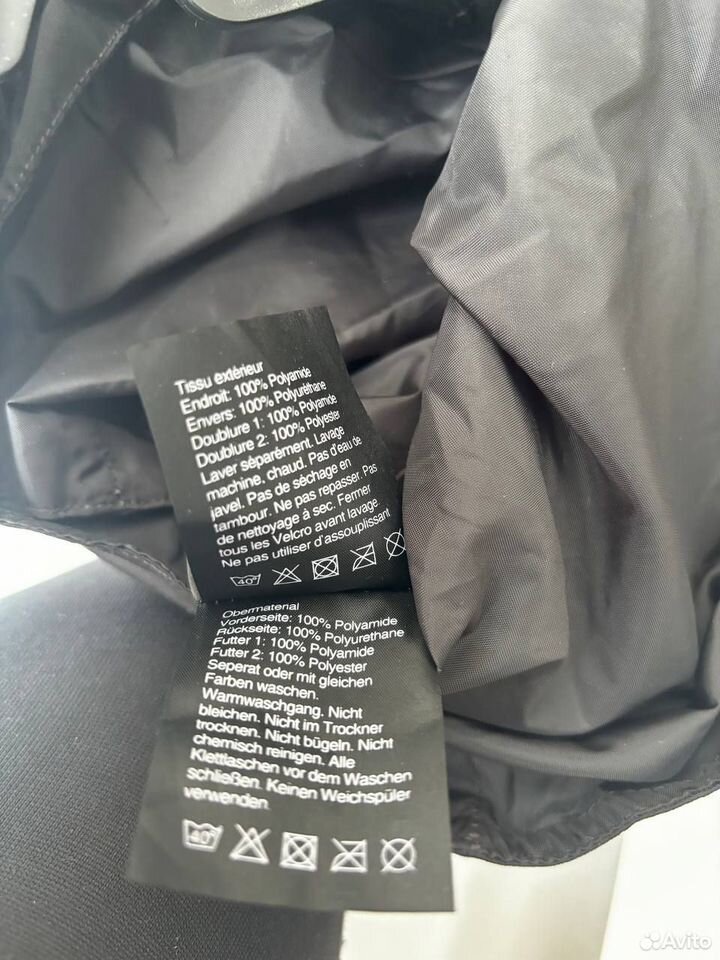 Tissu extérieur
Endroit: 100% Polyamide
Envers: 100% Polyuréthane
Doublure 1: 100% Polyamide
Doublure 2: 100% Polyester
Laver séparément. Lavage
machine, chaud. Pas d'eau de
javel. Pas de séchage en
tambour. Ne pas repasser. Pas
de nettoyage à sec. Fermer
tous les Velcro avant lavage.
Ne pas utiliser d'assouplissant
40°
Obermaterial
Vorderseite: 100% Polyamide
Rückseite: 100% Polyurethane
Futter 1: 100% Polyamide
Futter 2: 100% Polyester
Seperat oder mit gleichen
Farben waschen.
Warmwaschgang. Nicht
bleichen. Nicht im Trockner
trocknen. Nicht bügeln. Nicht
chemisch reinigen. Alle
Klettlaschen vor dem Waschen
schließen. Keinen Weichspüler
verwenden.
40°
Avito